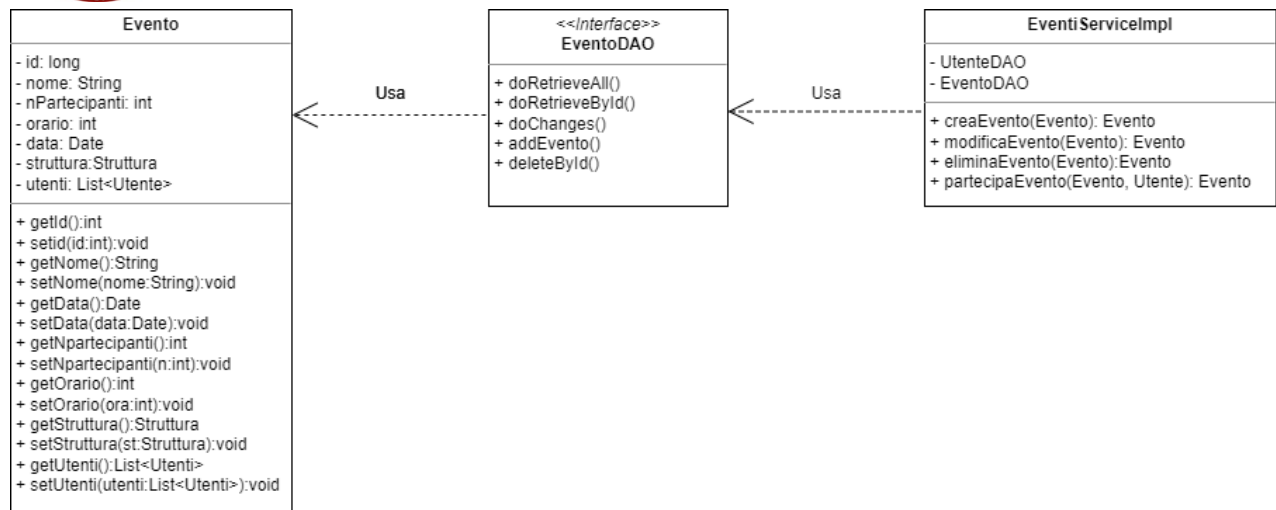 Evento
- id: long
- nome: String
- nPartecipanti: int
- orario: int
- data: Date
- struttura:Struttura
- utenti: List<Utente>
+ getId():int
+ setid(id:int):void
+ getNome():String
+ setNome(nome:String):void
+ getData():Date
+ setData(data:Date):void
+ getNpartecipanti():int
+ setNpartecipanti(n:int):void
+ getOrario():int
+ setOrario(ora:int):void
+ getStruttura():Struttura
+ setStruttura(st:Struttura):void
+ getUtenti():List<Utenti>
+ setUtenti(utenti:List<Utenti>):void
Usa
<<Interface>>
EventoDAO
+ doRetrieveAll()
+ doRetrieveById()
+ doChanges()
+ addEvento()
+ deleteById()
Usa
EventiServiceImpl
- UtenteDAO
- EventoDAO
+ creaEvento(Evento): Evento
+ modificaEvento(Evento): Evento
+ eliminaEvento(Evento):Evento
+ partecipaEvento(Evento, Utente): Evento